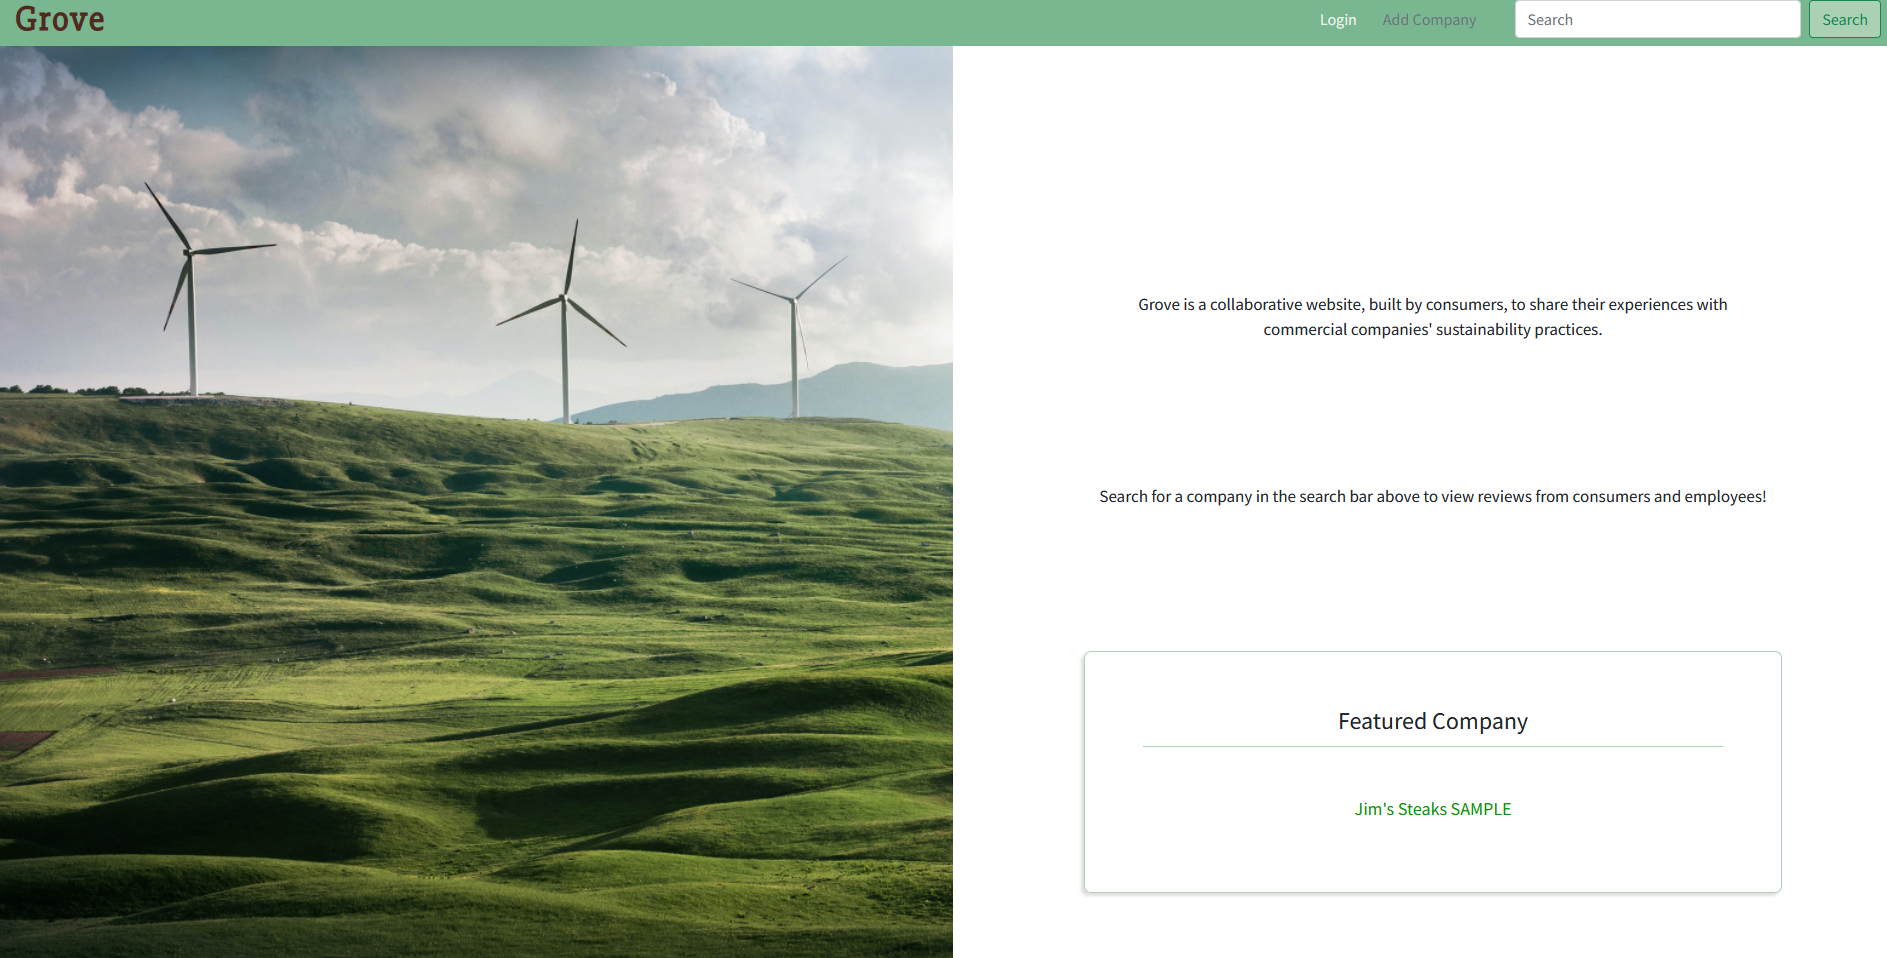 Grove
Login
Add Company
Search
Search
Grove is a collaborative website, built by consumers, to share their experiences with
commercial companies' sustainability practices.
Search for a company in the search bar above to view reviews from consumers and employees!
Featured Company
Jim's Steaks SAMPLE